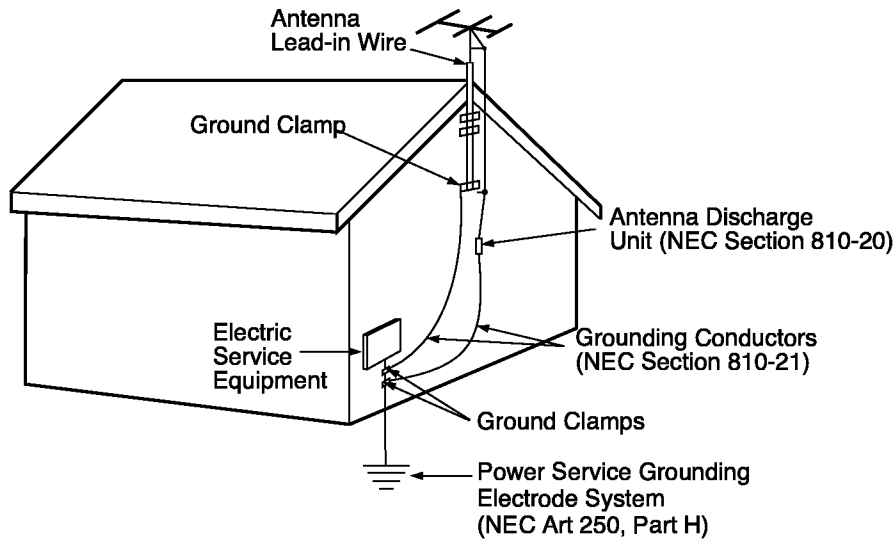 Antenna
Lead-in Wire
Ground Clamp
Antenna Discharge
Unit (NEC Section 810-20)
Electric
Service
Equipment
Grounding Conductors
(NEC Section 810-21)
Ground Clamps
Power Service Grounding
Electrode System
(NEC Art 250, Part H)